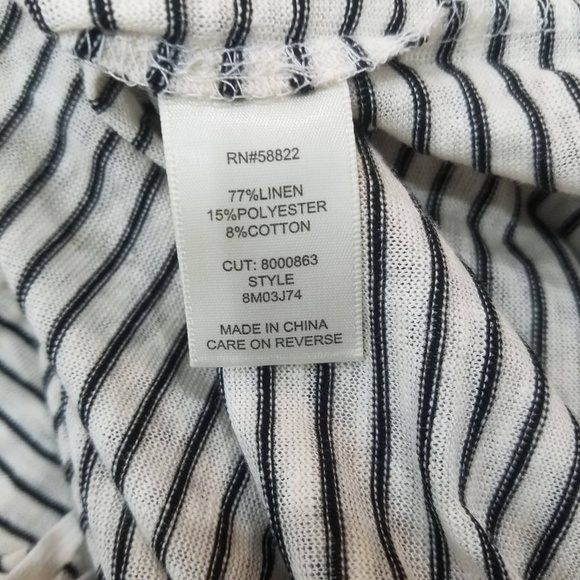 RN#58822
77%LINEN
15%POLYESTER
8%COTTON
CUT: 8000863
STYLE
8M03J74
MADE IN CHINA
CARE ON REVERSE